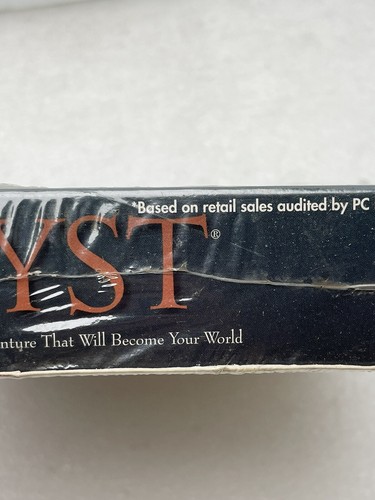 *Based on retail sales audited by PC
YST®
nture That Will Become Your World